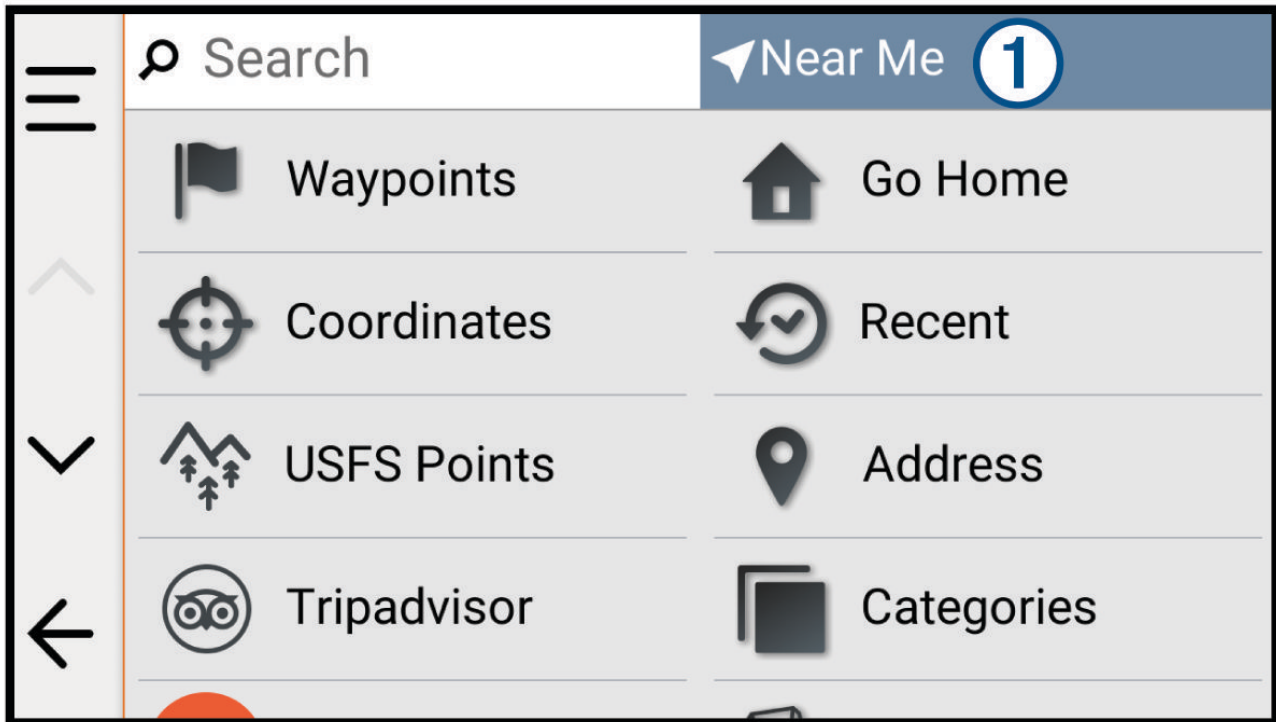 Search
Near Me 1
Waypoints
Go Home
Coordinates
Recent
USFS Points
Address
Tripadvisor
Categories